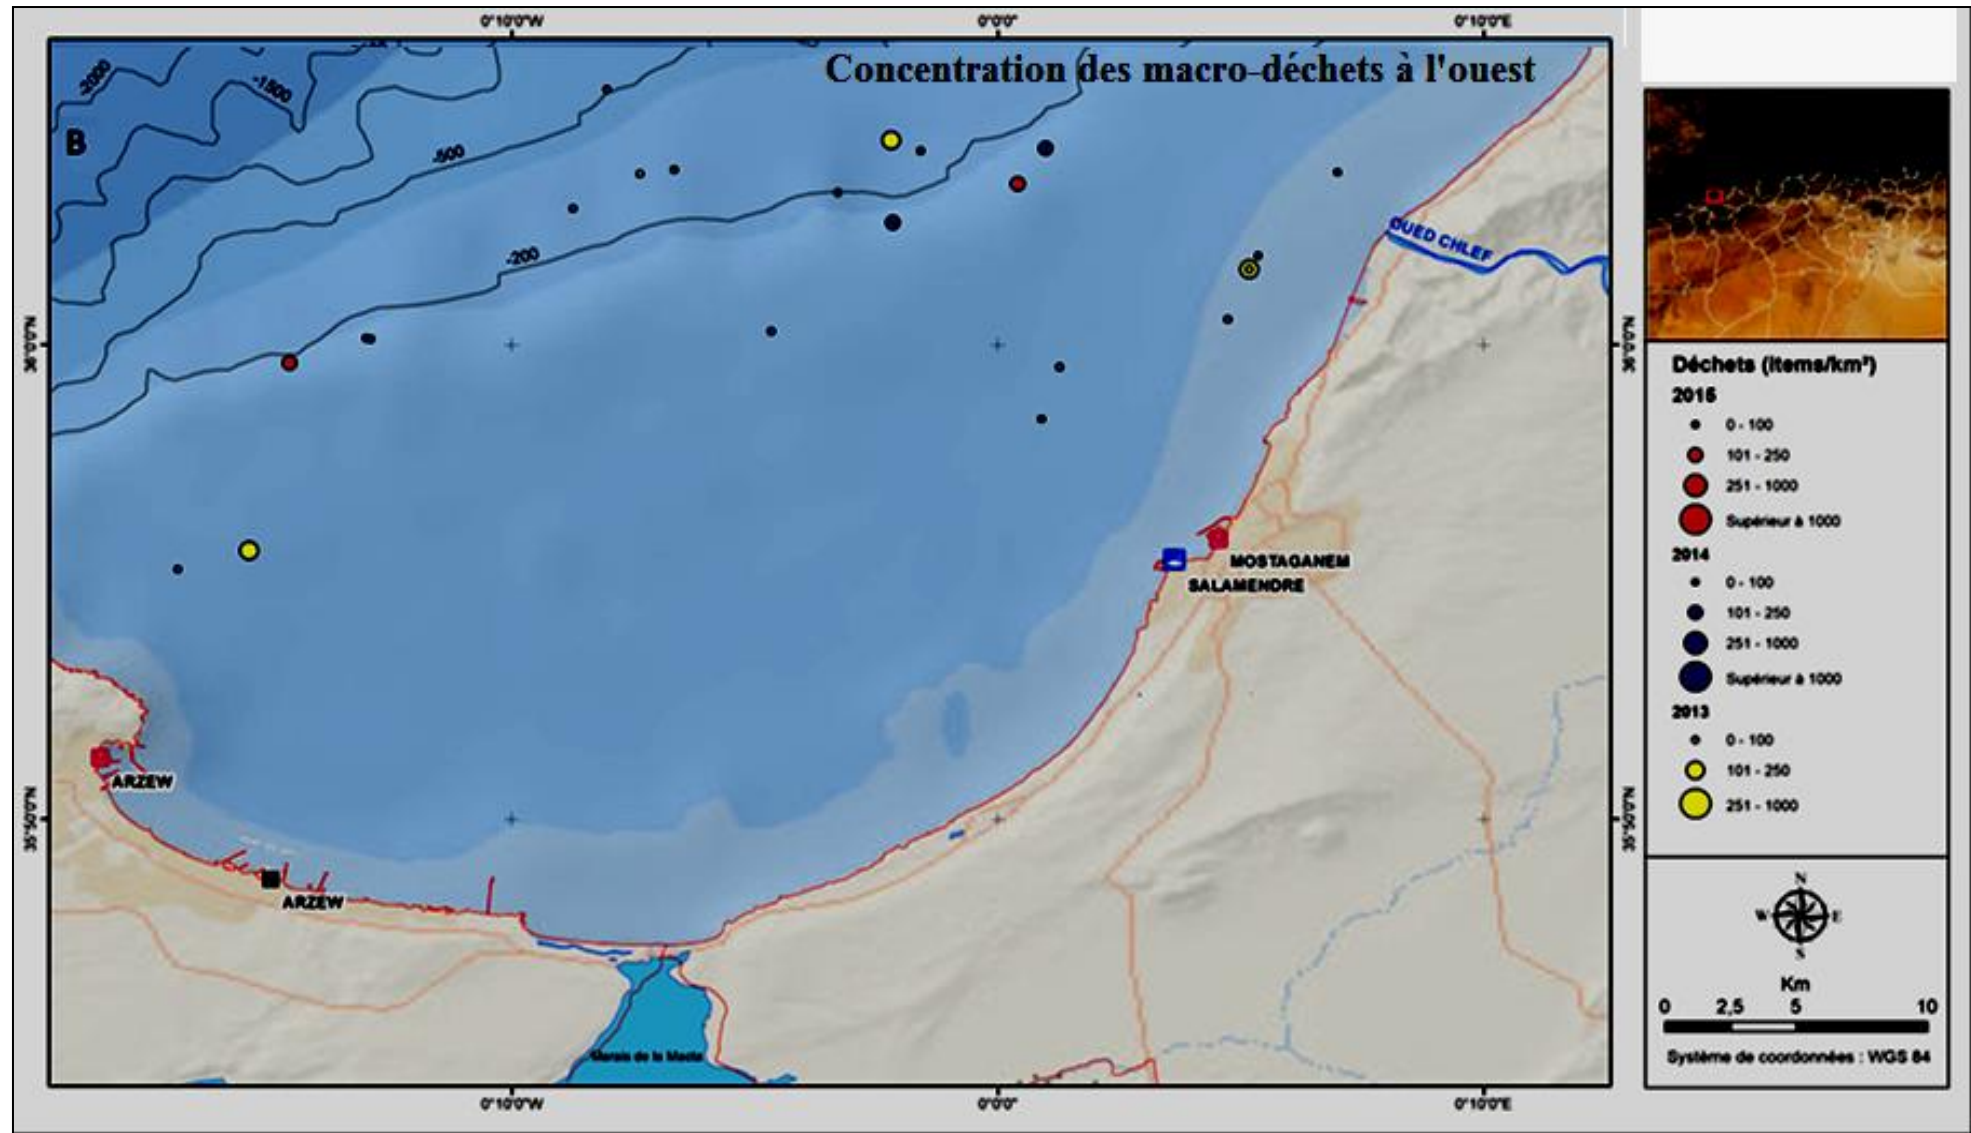 0°10'0"W 0°0'0" 0°10'0"E
Concentration des macro-déchets à l'ouest
B
-2000
-1500
-500
-200
OUED CHLEF
36°0'0"N 36°0'0"N
MOSTAGANEM
SALAMENDRE
ARZEW
35°50'0"N 35°50'0"N
ARZEW
Marais de la Macta
0°10'0"W 0°0'0" 0°10'0"E
Déchets (Items/km²)
2015
0 - 100
101 - 250
251 - 1000
Supérieur à 1000
2014
0 - 100
101 - 250
251 - 1000
Supérieur à 1000
2013
0 - 100
101 - 250
251 - 1000
N
W E
S
Km
0 2,5 5 10
Système de coordonnées : WGS 84